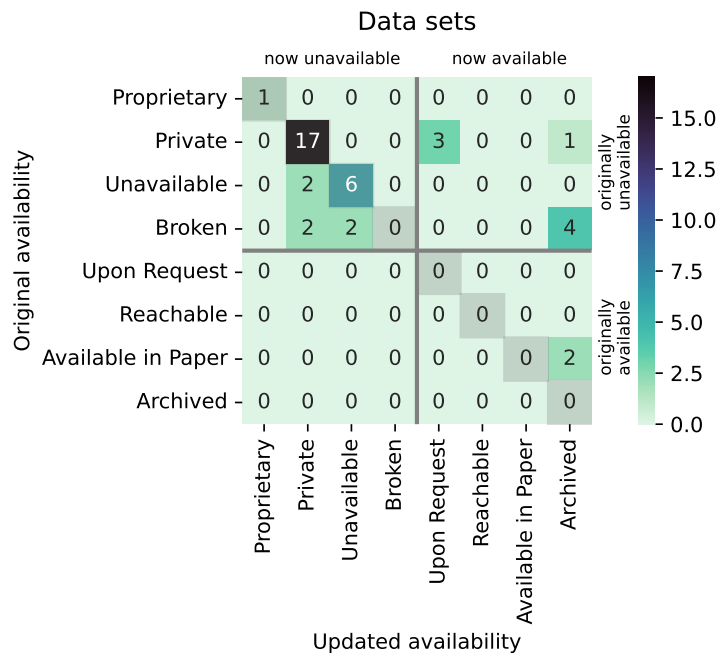 Data sets
now unavailable now available
Proprietary 1 0 0 0 0 0 0 0
Private 0 17 0 0 3 0 0 1
Unavailable 0 2 6 0 0 0 0 0
Broken 0 2 2 0 0 0 0 4
Upon Request 0 0 0 0 0 0 0 0
Reachable 0 0 0 0 0 0 0 0
Available in Paper 0 0 0 0 0 0 0 2
Archived 0 0 0 0 0 0 0 0
Original availability
originally
unavailable
originally
available
15.0
12.5
10.0
7.5
5.0
2.5
0.0
Proprietary
Private
Unavailable
Broken
Upon Request
Reachable
Available in Paper
Archived
Updated availability